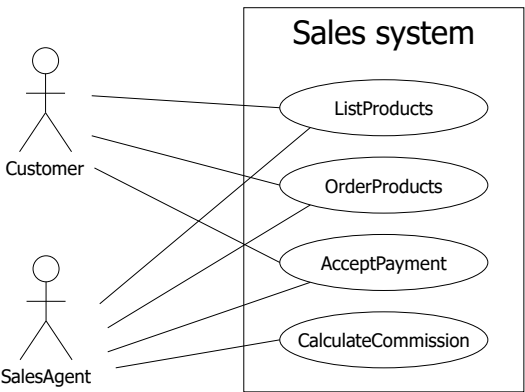 Sales system
ListProducts
Customer
OrderProducts
AcceptPayment
CalculateCommission
SalesAgent